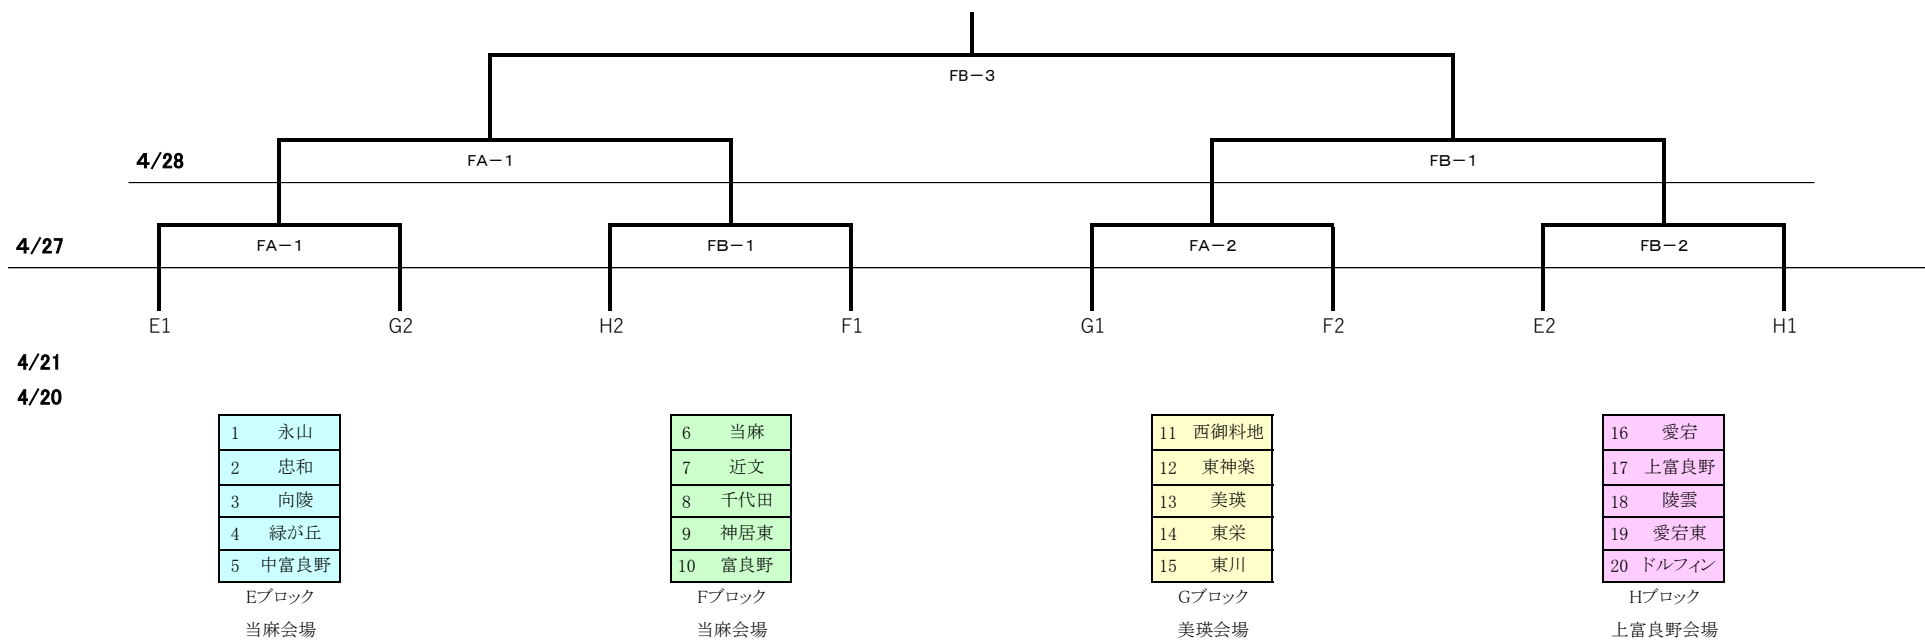 FB-3
4/28 FA-1 FB-1
4/27 FA-1 FB-1 FA-2 FB-2
E1 G2 H2 F1 G1 F2 E2 H1
4/21
4/20
1 永山 6 当麻 11 西御料地 16 愛宕
2 忠和 7 近文 12 東神楽 17 上富良野
3 向陵 8 千代田 13 美瑛 18 陵雲
4 緑が丘 9 神居東 14 東栄 19 愛宕東
5 中富良野 10 富良野 15 東川 20 ドルフィン
Eブロック Fブロック Gブロック Hブロック
当麻会場 当麻会場 美瑛会場 上富良野会場